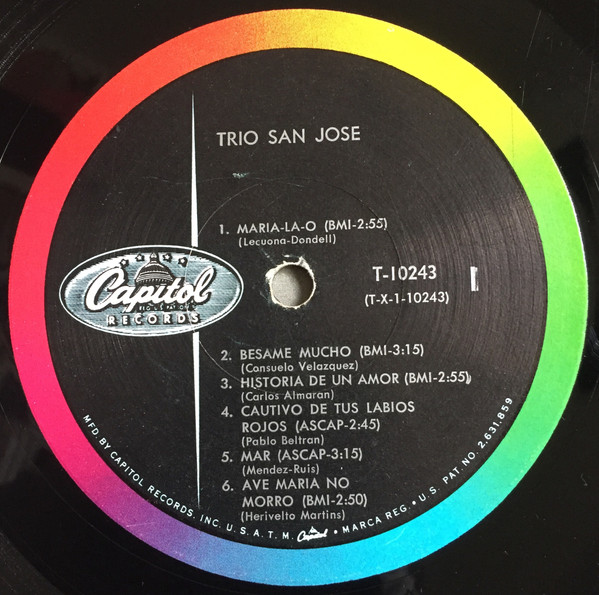 TRIO SAN JOSE
1. MARIA-LA-O (BMI-2:55)
(Lecuona-Dondell)
Capitol
RECORDS
T-10243 1
(T-X-1-10243)
2. BESAME MUCHO (BMI-3:15)
(Consuelo Velazquez)
3. HISTORIA DE UN AMOR (BMI-2:55)
(Carlos Almaran)
4. CAUTIVO DE TUS LABIOS
ROJOS (ASCAP-2:45)
(Pablo Beltran)
5. MAR (ASCAP-3:15)
(Mendez-Ruis)
6. AVE MARIA NO
MORRO (BMI-2:50)
(Herivelto Martins)
MFD. BY CAPITOL RECORDS, INC. U. S. A. T. M. Capitol • MARCA REG. • U. S. PAT. NO. 2,631,859